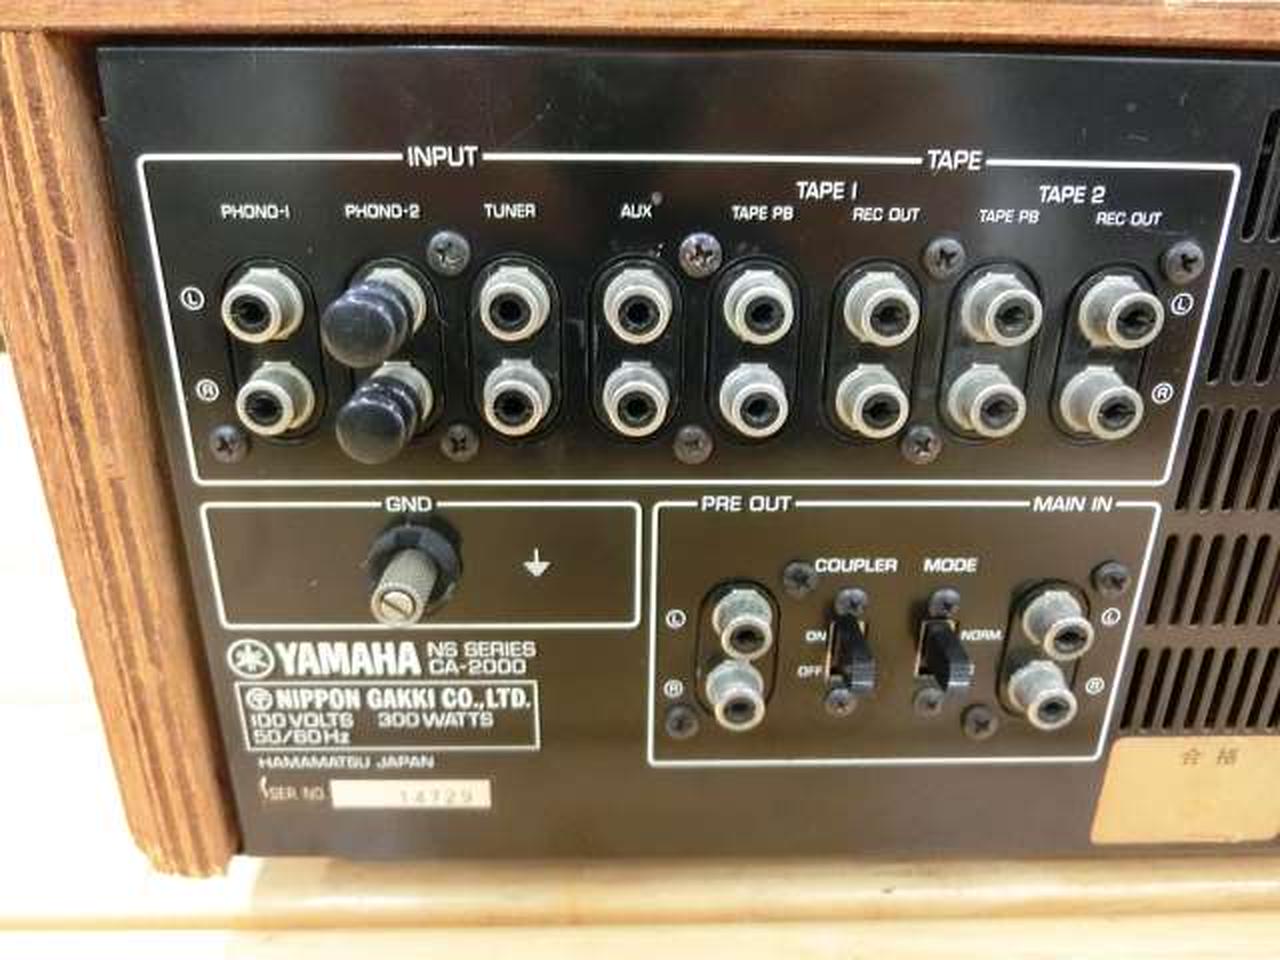 INPUT TAPE
TAPE 1 TAPE 2
PHONO-1 PHONO-2 TUNER AUX TAPE PB REC OUT TAPE PB REC OUT
L L
R R
GND
PRE OUT MAIN IN
COUPLER MODE
L ON NORM. L
OFF
R R
YAMAHA NS SERIES
CA-2000
NIPPON GAKKI CO.,LTD.
100 VOLTS 300 WATTS
50/60Hz
HAMAMATSU JAPAN
SER. NO. 14729
合格